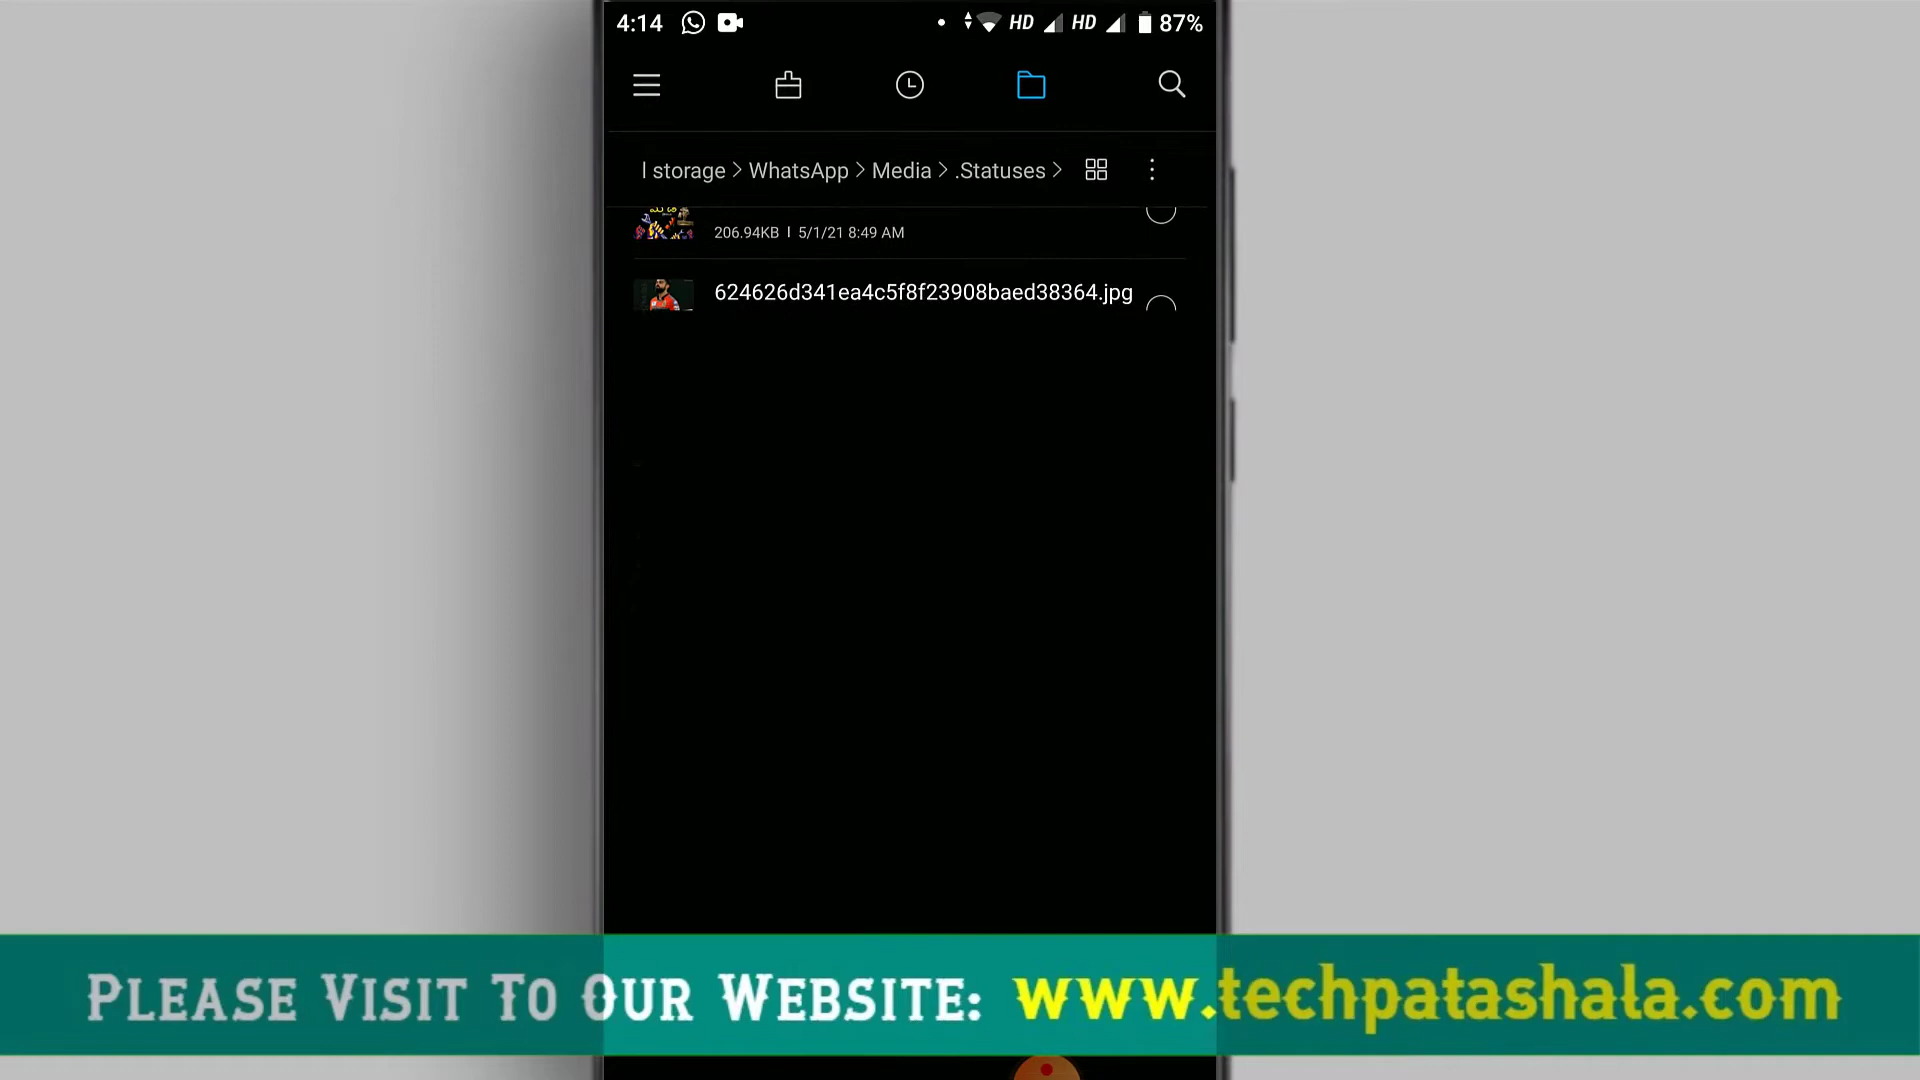 4:14 HD HD 87%
l storage > WhatsApp > Media > .Statuses >
206.94KB | 5/1/21 8:49 AM
624626d341ea4c5f8f23908baed38364.jpg
PLEASE VISIT TO OUR WEBSITE: www.techpatashala.com